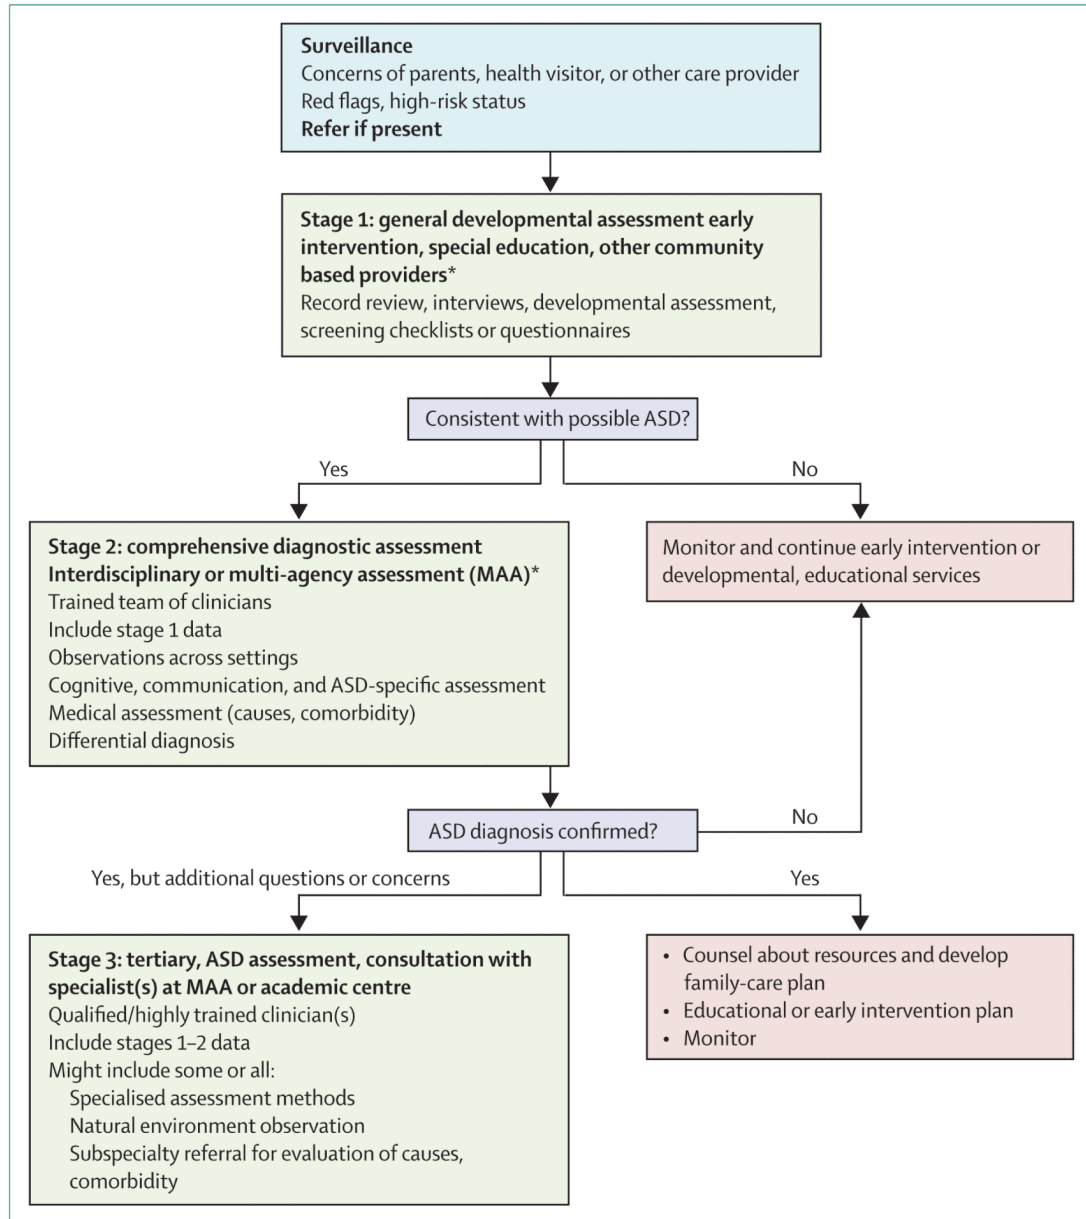 Surveillance
Concerns of parents, health visitor, or other care provider
Red flags, high-risk status
Refer if present
Stage 1: general developmental assessment early
intervention, special education, other community
based providers*
Record review, interviews, developmental assessment,
screening checklists or questionnaires
Consistent with possible ASD?
Yes
No
Stage 2: comprehensive diagnostic assessment
Interdisciplinary or multi-agency assessment (MAA)*
Trained team of clinicians
Include stage 1 data
Observations across settings
Cognitive, communication, and ASD-specific assessment
Medical assessment (causes, comorbidity)
Differential diagnosis
Monitor and continue early intervention or
developmental, educational services
ASD diagnosis confirmed?
No
Yes, but additional questions or concerns
Yes
Stage 3: tertiary, ASD assessment, consultation with
specialist(s) at MAA or academic centre
Qualified/highly trained clinician(s)
Include stages 1–2 data
Might include some or all:
Specialised assessment methods
Natural environment observation
Subspecialty referral for evaluation of causes,
comorbidity
• Counsel about resources and develop
family-care plan
• Educational or early intervention plan
• Monitor